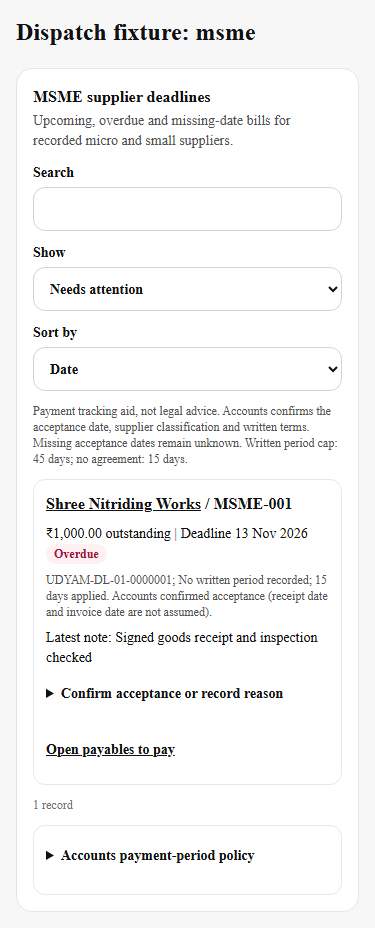 Dispatch fixture: msme
MSME supplier deadlines
Upcoming, overdue and missing-date bills for
recorded micro and small suppliers.
Search
Show
Needs attention
Sort by
Date
Payment tracking aid, not legal advice. Accounts confirms the
acceptance date, supplier classification and written terms.
Missing acceptance dates remain unknown. Written period cap:
45 days; no agreement: 15 days.
Shree Nitriding Works / MSME-001
₹1,000.00 outstanding | Deadline 13 Nov 2026
Overdue
UDYAM-DL-01-0000001; No written period recorded; 15
days applied. Accounts confirmed acceptance (receipt date
and invoice date are not assumed).
Latest note: Signed goods receipt and inspection
checked
Confirm acceptance or record reason
Open payables to pay
1 record
Accounts payment-period policy